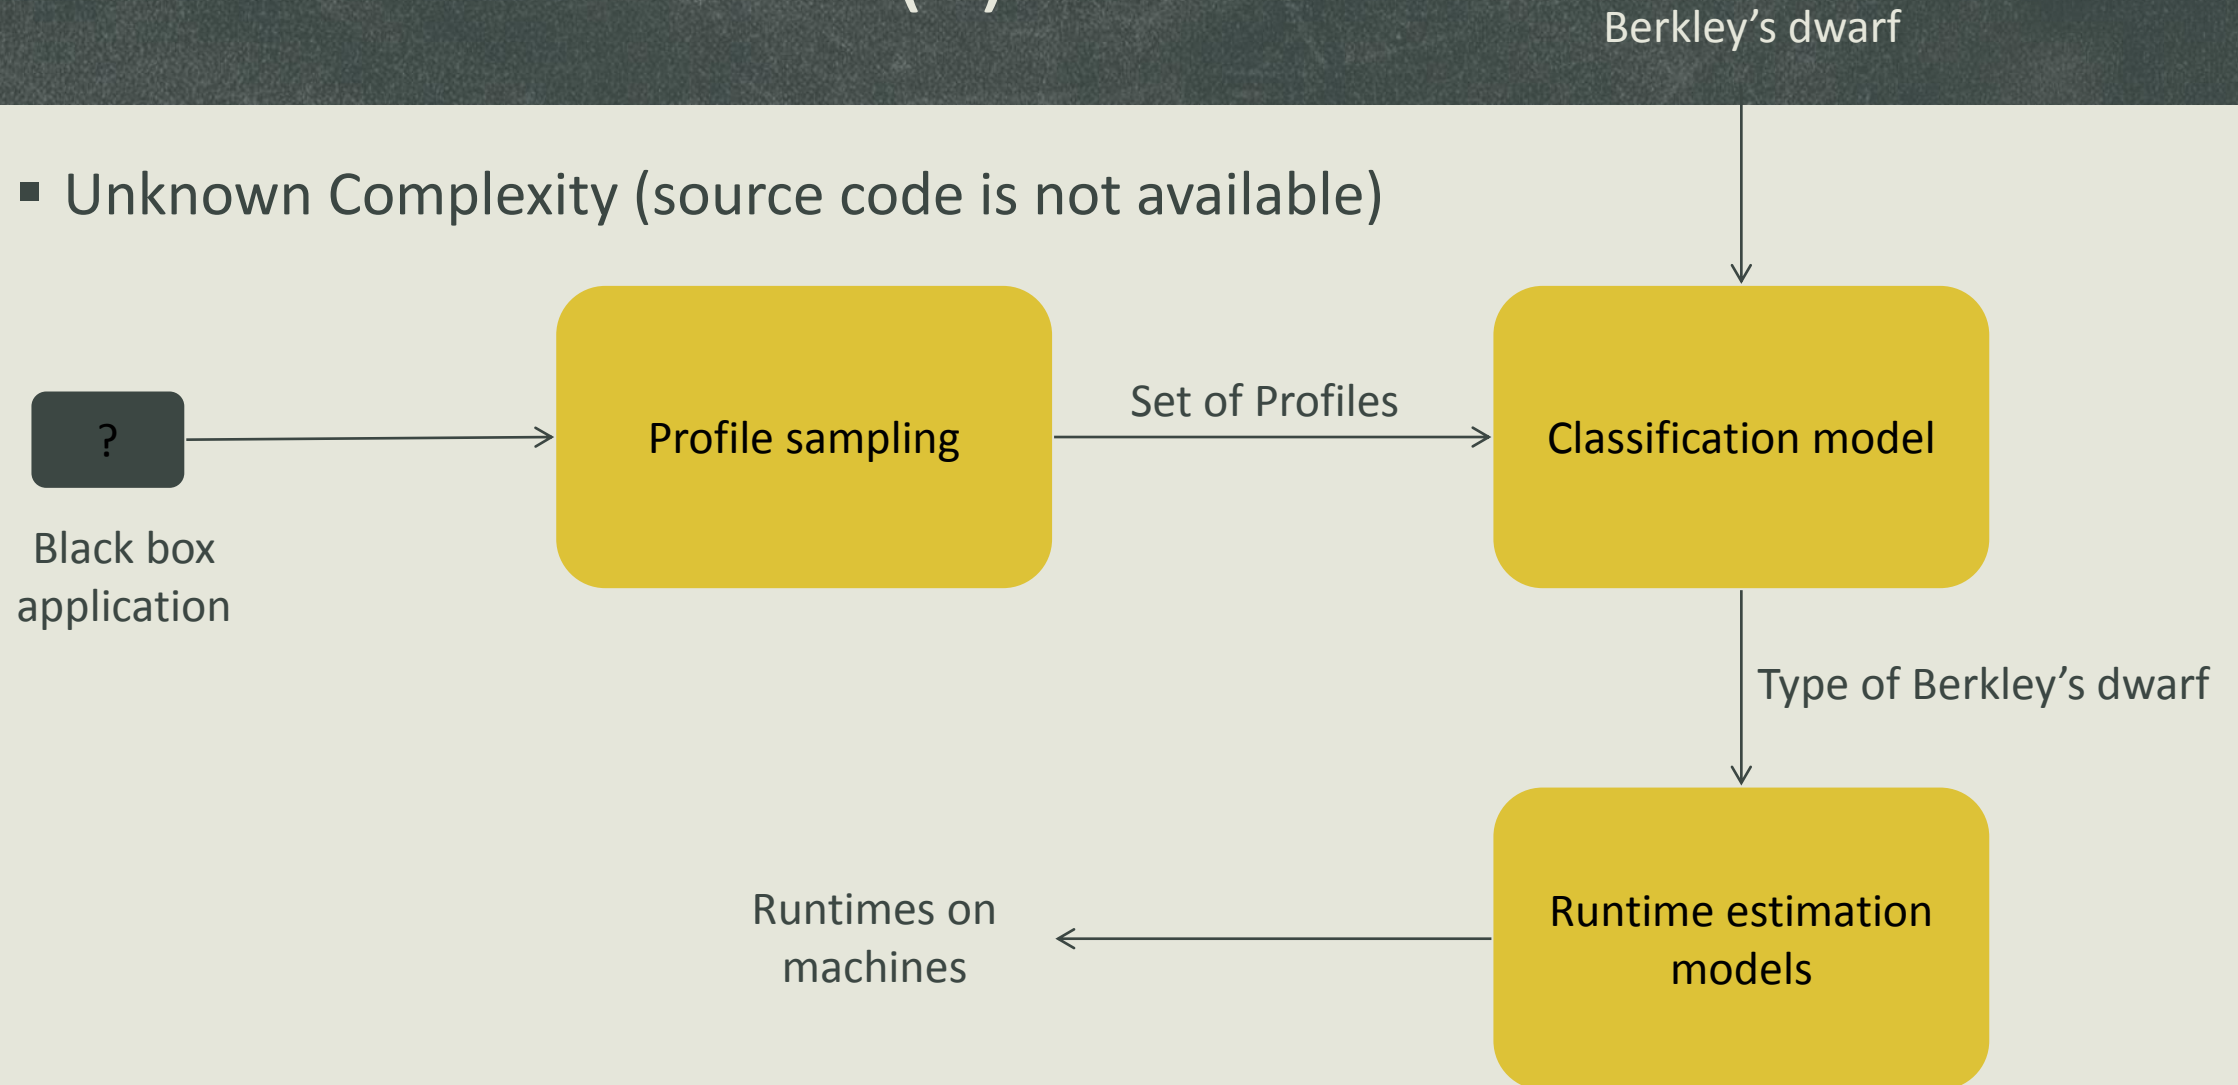 Berkley’s dwarf
▪ Unknown Complexity (source code is not available)
Set of Profiles
?
Profile sampling
Classification model
Black box
application
Type of Berkley’s dwarf
Runtimes on
machines
Runtime estimation
models